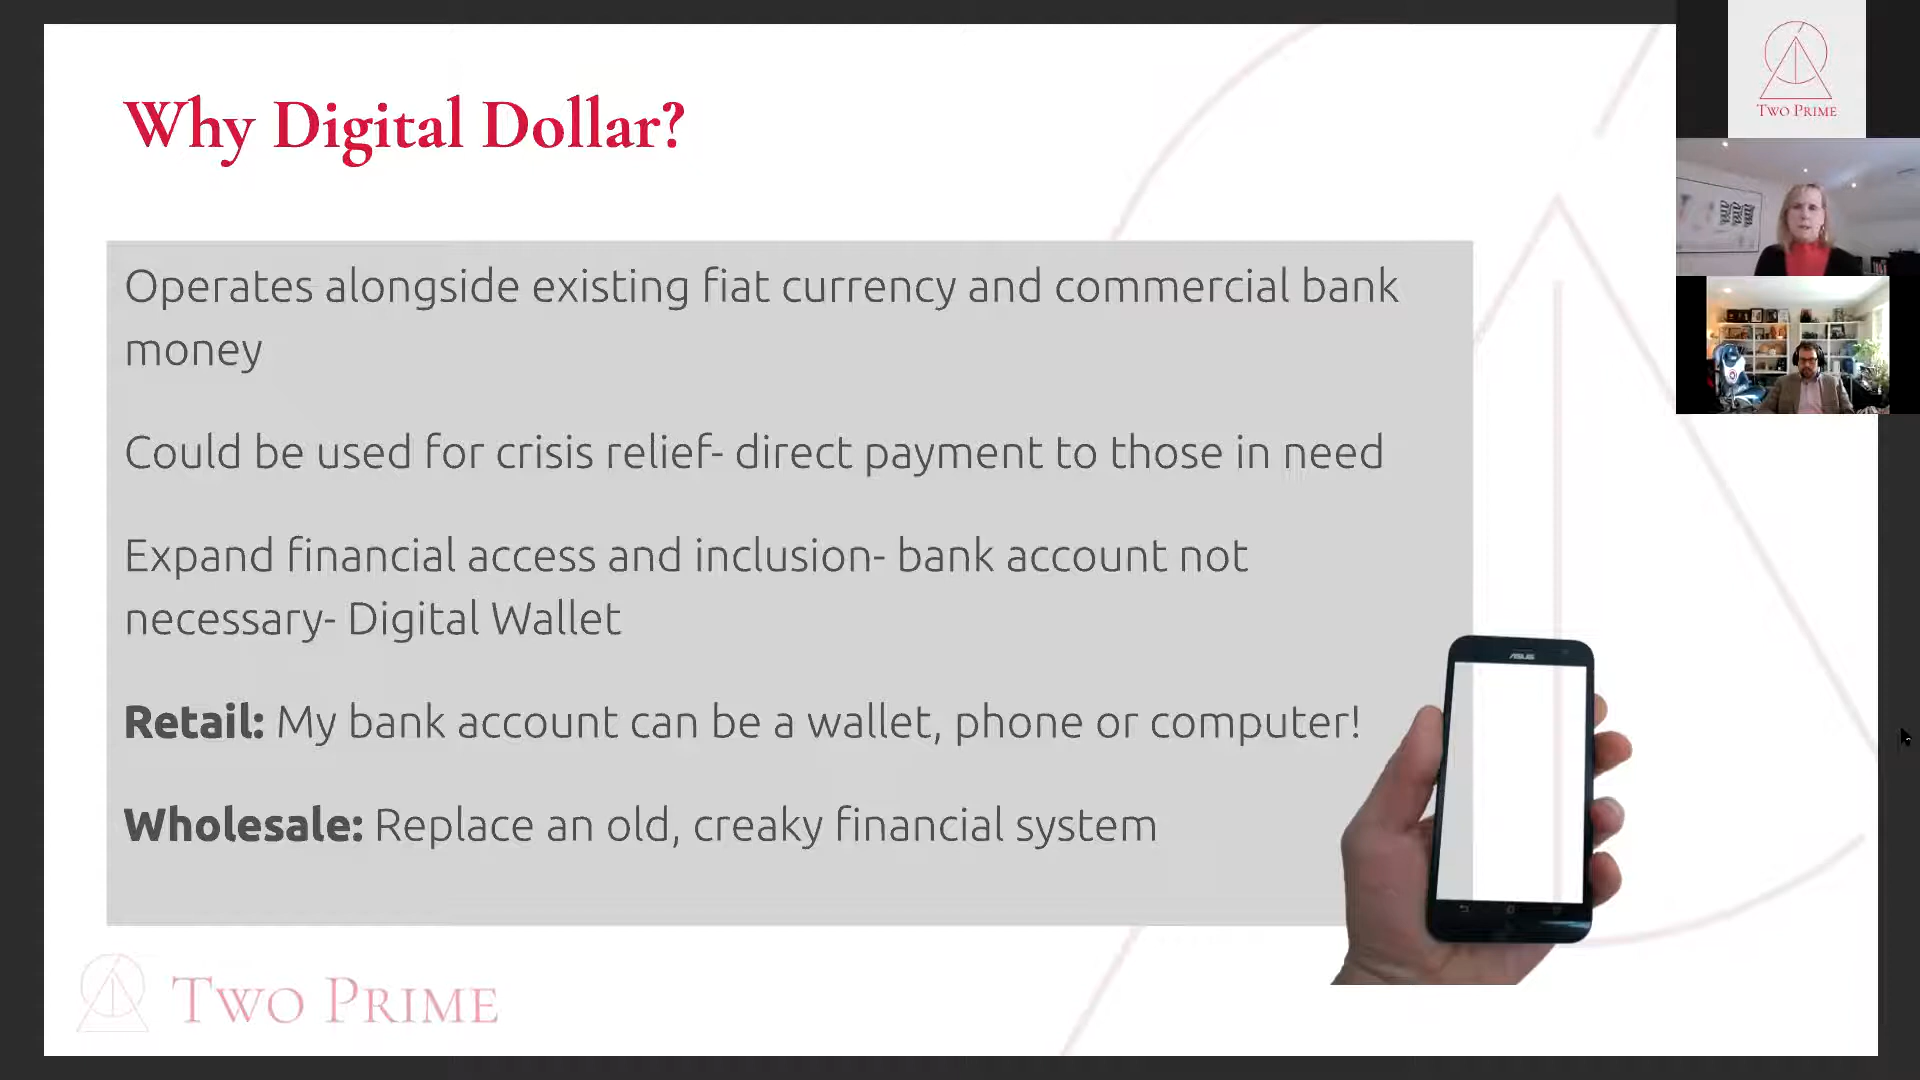 Why Digital Dollar?
Operates alongside existing fiat currency and commercial bank
money
Could be used for crisis relief- direct payment to those in need
Expand financial access and inclusion- bank account not
necessary- Digital Wallet
Retail: My bank account can be a wallet, phone or computer!
Wholesale: Replace an old, creaky financial system
ASUS
TWO PRIME
TWO PRIME